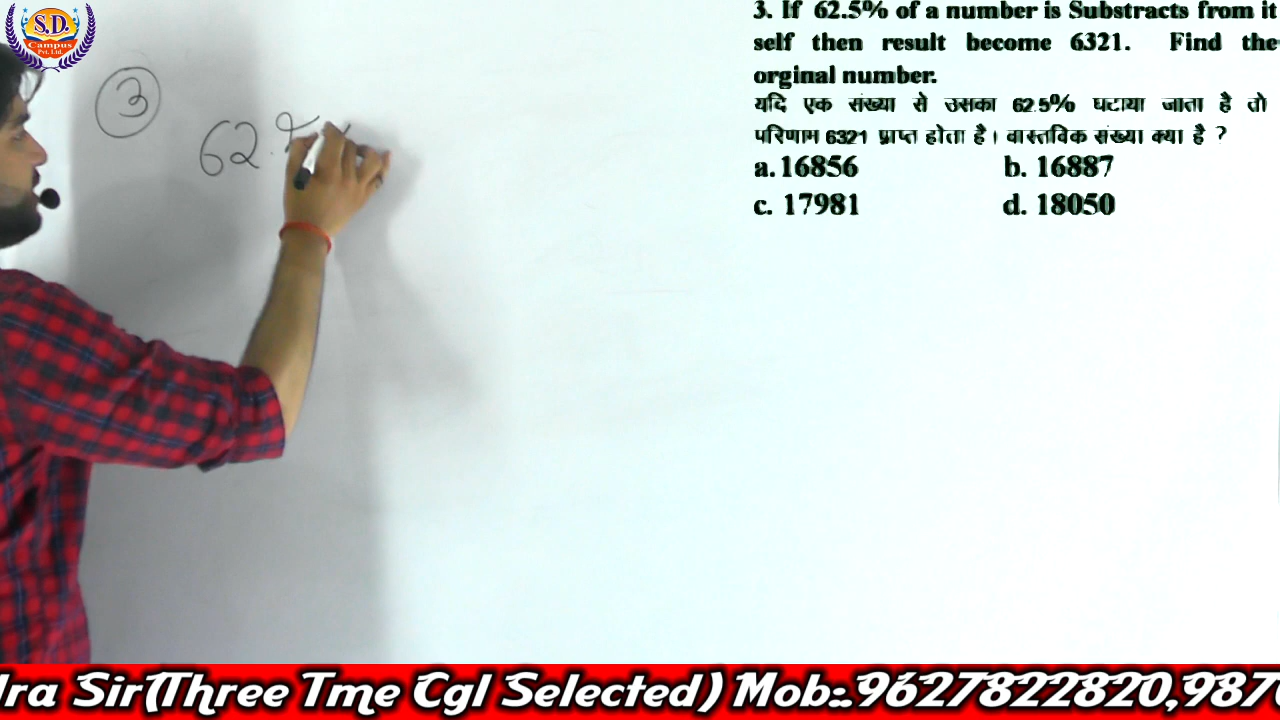 S.D.
Campus
Pvt. Ltd.
3
62.
3. If 62.5% of a number is Substracts from it
self then result become 6321. Find the
orginal number.
यदि एक संख्या से उसका 62.5% घटाया जाता है तो
परिणाम 6321 प्राप्त होता है। वास्तविक संख्या क्या है ?
a. 16856 b. 16887
c. 17981 d. 18050
Sir(Three Tme Cgl Selected) Mob:.9627822820,987